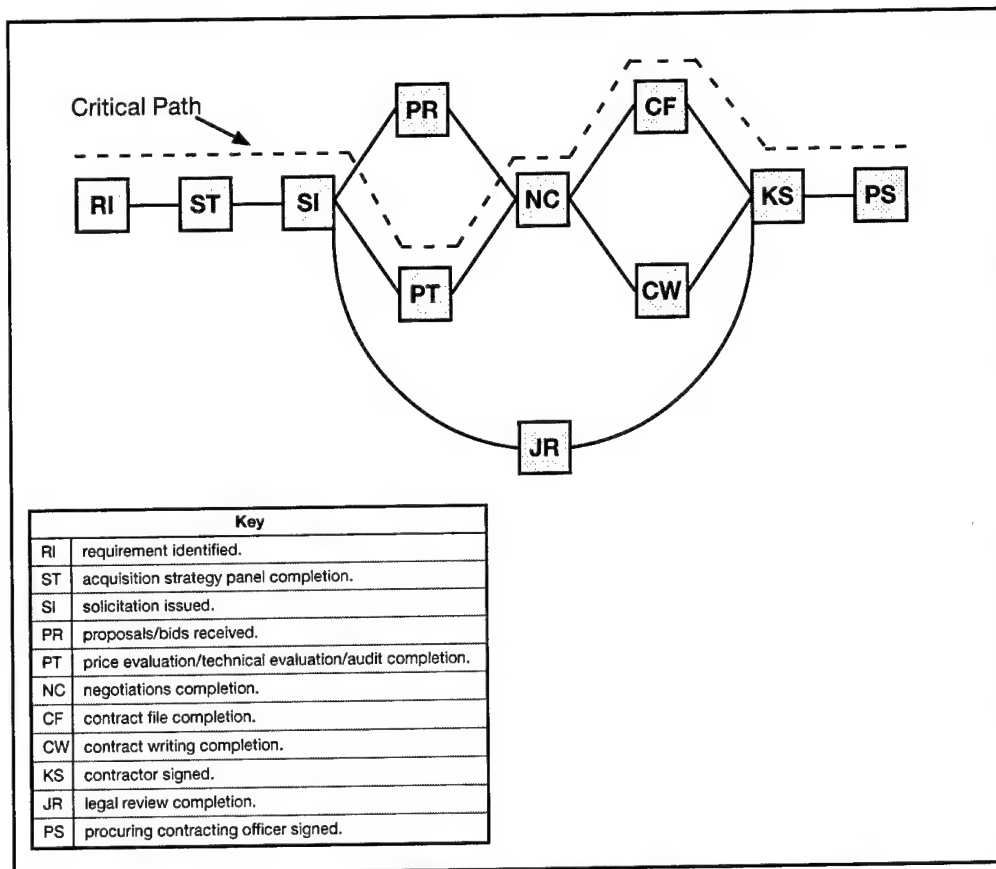 Critical Path
PR
CF
RI
ST
SI
NC
KS
PS
PT
CW
JR
Key
RI requirement identified.
ST acquisition strategy panel completion.
SI solicitation issued.
PR proposals/bids received.
PT price evaluation/technical evaluation/audit completion.
NC negotiations completion.
CF contract file completion.
CW contract writing completion.
KS contractor signed.
JR legal review completion.
PS procuring contracting officer signed.